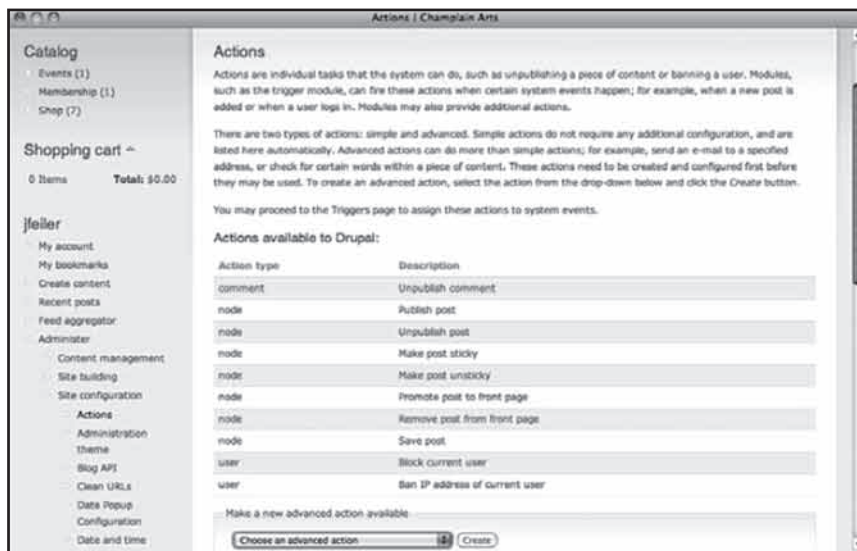 Actions | Champlain Arts
Catalog
Events (1)
Membership (1)
Shop (7)
Shopping cart
0 Items Total: $0.00
jfeiler
My account
My bookmarks
Create content
Recent posts
Feed aggregator
Administer
Content management
Site building
Site configuration
Actions
Administration
theme
Blog API
Clean URLs
Date Popup
Configuration
Date and time
Actions
Actions are individual tasks that the system can do, such as unpublishing a piece of content or banning a user. Modules,
such as the trigger module, can fire these actions when certain system events happen; for example, when a new post is
added or when a user logs in. Modules may also provide additional actions.
There are two types of actions: simple and advanced. Simple actions do not require any additional configuration, and are
listed here automatically. Advanced actions can do more than simple actions; for example, send an e-mail to a specified
address, or check for certain words within a piece of content. These actions need to be created and configured first before
they may be used. To create an advanced action, select the action from the drop-down below and click the Create button.
You may proceed to the Triggers page to assign these actions to system events.
Actions available to Drupal:
Action type Description
comment Unpublish comment
node Publish post
node Unpublish post
node Make post sticky
node Make post unsticky
node Promote post to front page
node Remove post from front page
node Save post
user Block current user
user Ban IP address of current user
Make a new advanced action available
Choose an advanced action Create